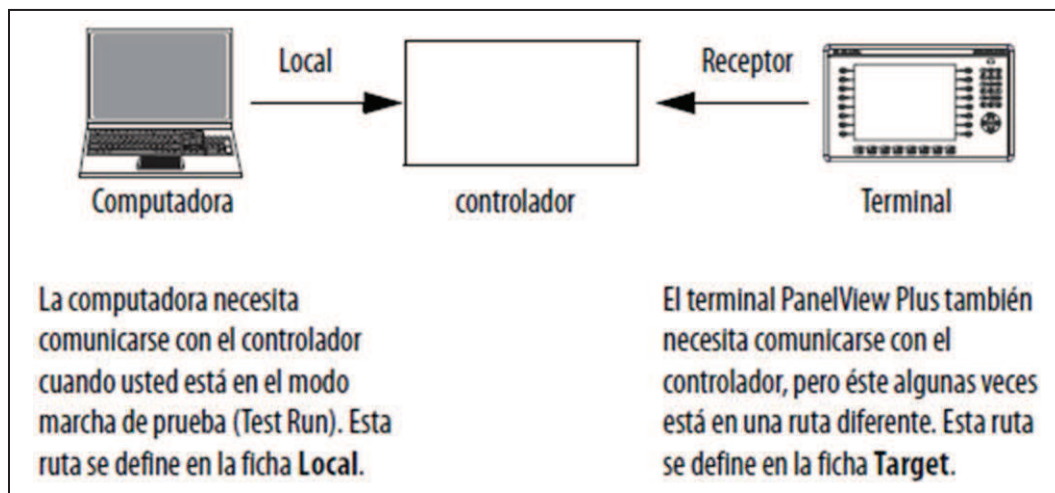 Local
Receptor
Computadora
controlador
Terminal
La computadora necesita
comunicarse con el controlador
cuando usted está en el modo
marcha de prueba (Test Run). Esta
ruta se define en la ficha Local.
El terminal PanelView Plus también
necesita comunicarse con el
controlador, pero éste algunas veces
está en una ruta diferente. Esta ruta
se define en la ficha Target.